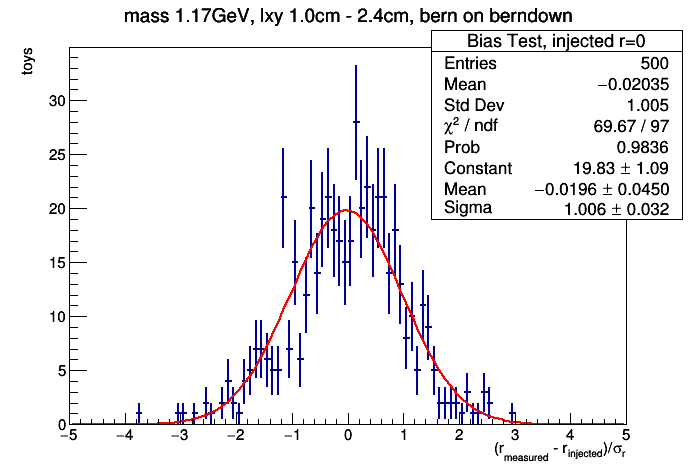 mass 1.17GeV, lxy 1.0cm - 2.4cm, bern on berndown
Bias Test, injected r=0
Entries 500
Mean −0.02035
Std Dev 1.005
χ² / ndf 69.67 / 97
Prob 0.9836
Constant 19.83 ± 1.09
Mean −0.0196 ± 0.0450
Sigma 1.006 ± 0.032
toys
30
25
20
15
10
5
0
−5 −4 −3 −2 −1 0 1 2 3 4 5
(r_measured - r_injected)/σ_r